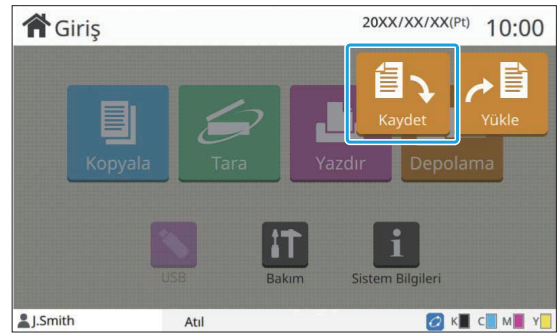 Giriş
20XX/XX/XX(Pt) 10:00
Kaydet Yükle
Kopyala Tara Yazdır Depolama
USB Bakım Sistem Bilgileri
J.Smith Atıl K C M Y